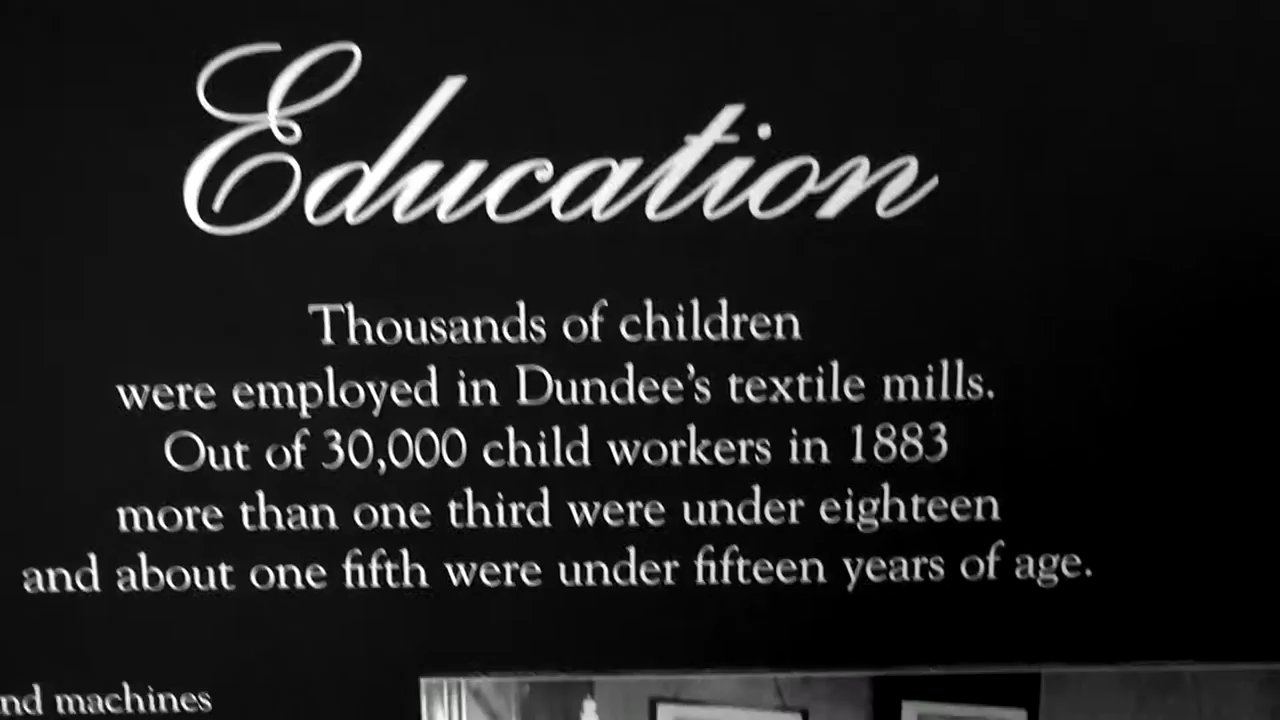 Education
Thousands of children
were employed in Dundee's textile mills.
Out of 30,000 child workers in 1883
more than one third were under eighteen
and about one fifth were under fifteen years of age.
machines